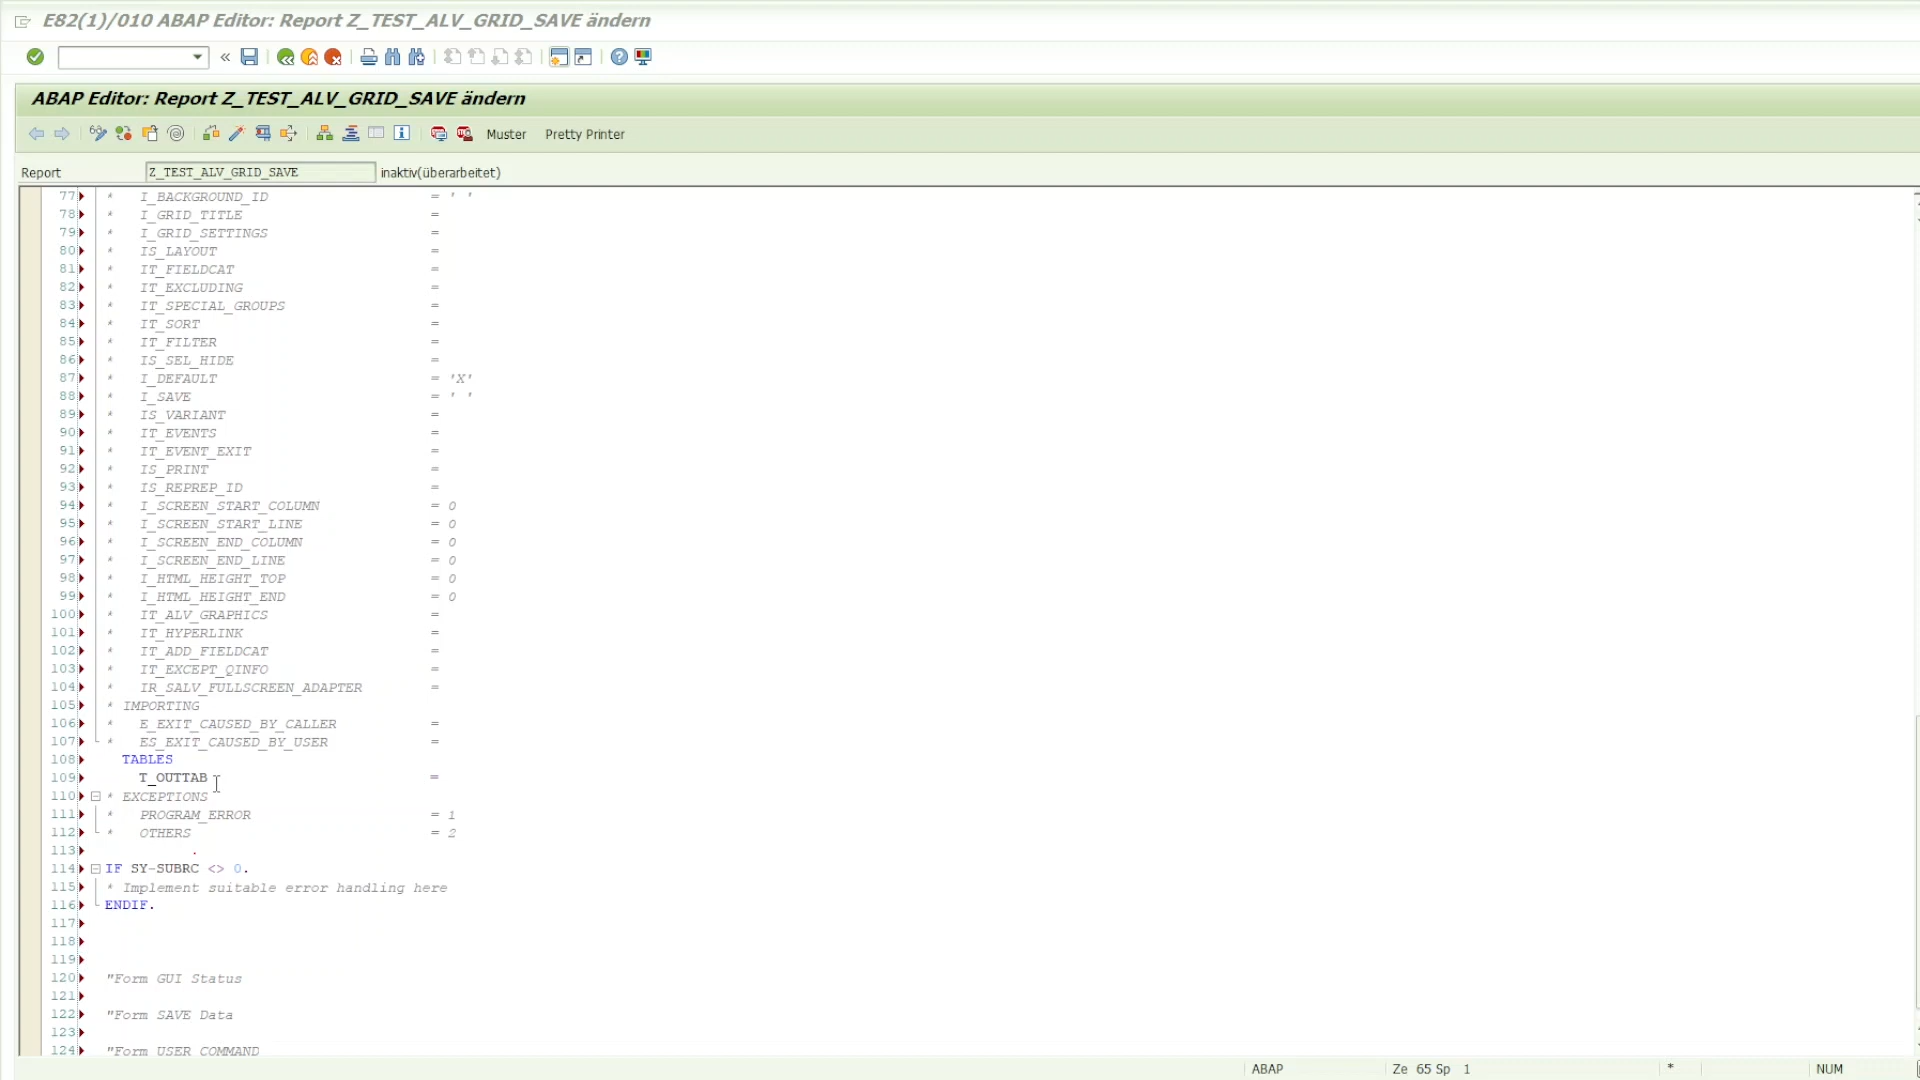 E82(1)/010 ABAP Editor: Report Z_TEST_ALV_GRID_SAVE ändern
«
ABAP Editor: Report Z_TEST_ALV_GRID_SAVE ändern
Muster Pretty Printer
Report Z_TEST_ALV_GRID_SAVE inaktiv(überarbeitet)
77 * I_BACKGROUND_ID = ' '
78 * I_GRID_TITLE =
79 * I_GRID_SETTINGS =
80 * IS_LAYOUT =
81 * IT_FIELDCAT =
82 * IT_EXCLUDING =
83 * IT_SPECIAL_GROUPS =
84 * IT_SORT =
85 * IT_FILTER =
86 * IS_SEL_HIDE =
87 * I_DEFAULT = 'X'
88 * I_SAVE = ' '
89 * IS_VARIANT =
90 * IT_EVENTS =
91 * IT_EVENT_EXIT =
92 * IS_PRINT =
93 * IS_REPREP_ID =
94 * I_SCREEN_START_COLUMN = 0
95 * I_SCREEN_START_LINE = 0
96 * I_SCREEN_END_COLUMN = 0
97 * I_SCREEN_END_LINE = 0
98 * I_HTML_HEIGHT_TOP = 0
99 * I_HTML_HEIGHT_END = 0
100 * IT_ALV_GRAPHICS =
101 * IT_HYPERLINK =
102 * IT_ADD_FIELDCAT =
103 * IT_EXCEPT_QINFO =
104 * IR_SALV_FULLSCREEN_ADAPTER =
105 * IMPORTING
106 * E_EXIT_CAUSED_BY_CALLER =
107 * ES_EXIT_CAUSED_BY_USER =
108 TABLES
109 T_OUTTAB =
110 * EXCEPTIONS
111 * PROGRAM_ERROR = 1
112 * OTHERS = 2
113 .
114 IF SY-SUBRC <> 0.
115 * Implement suitable error handling here
116 ENDIF.
117
118
119
120 "Form GUI Status
121
122 "Form SAVE Data
123
124 "Form USER COMMAND
ABAP Ze 65 Sp 1 * NUM